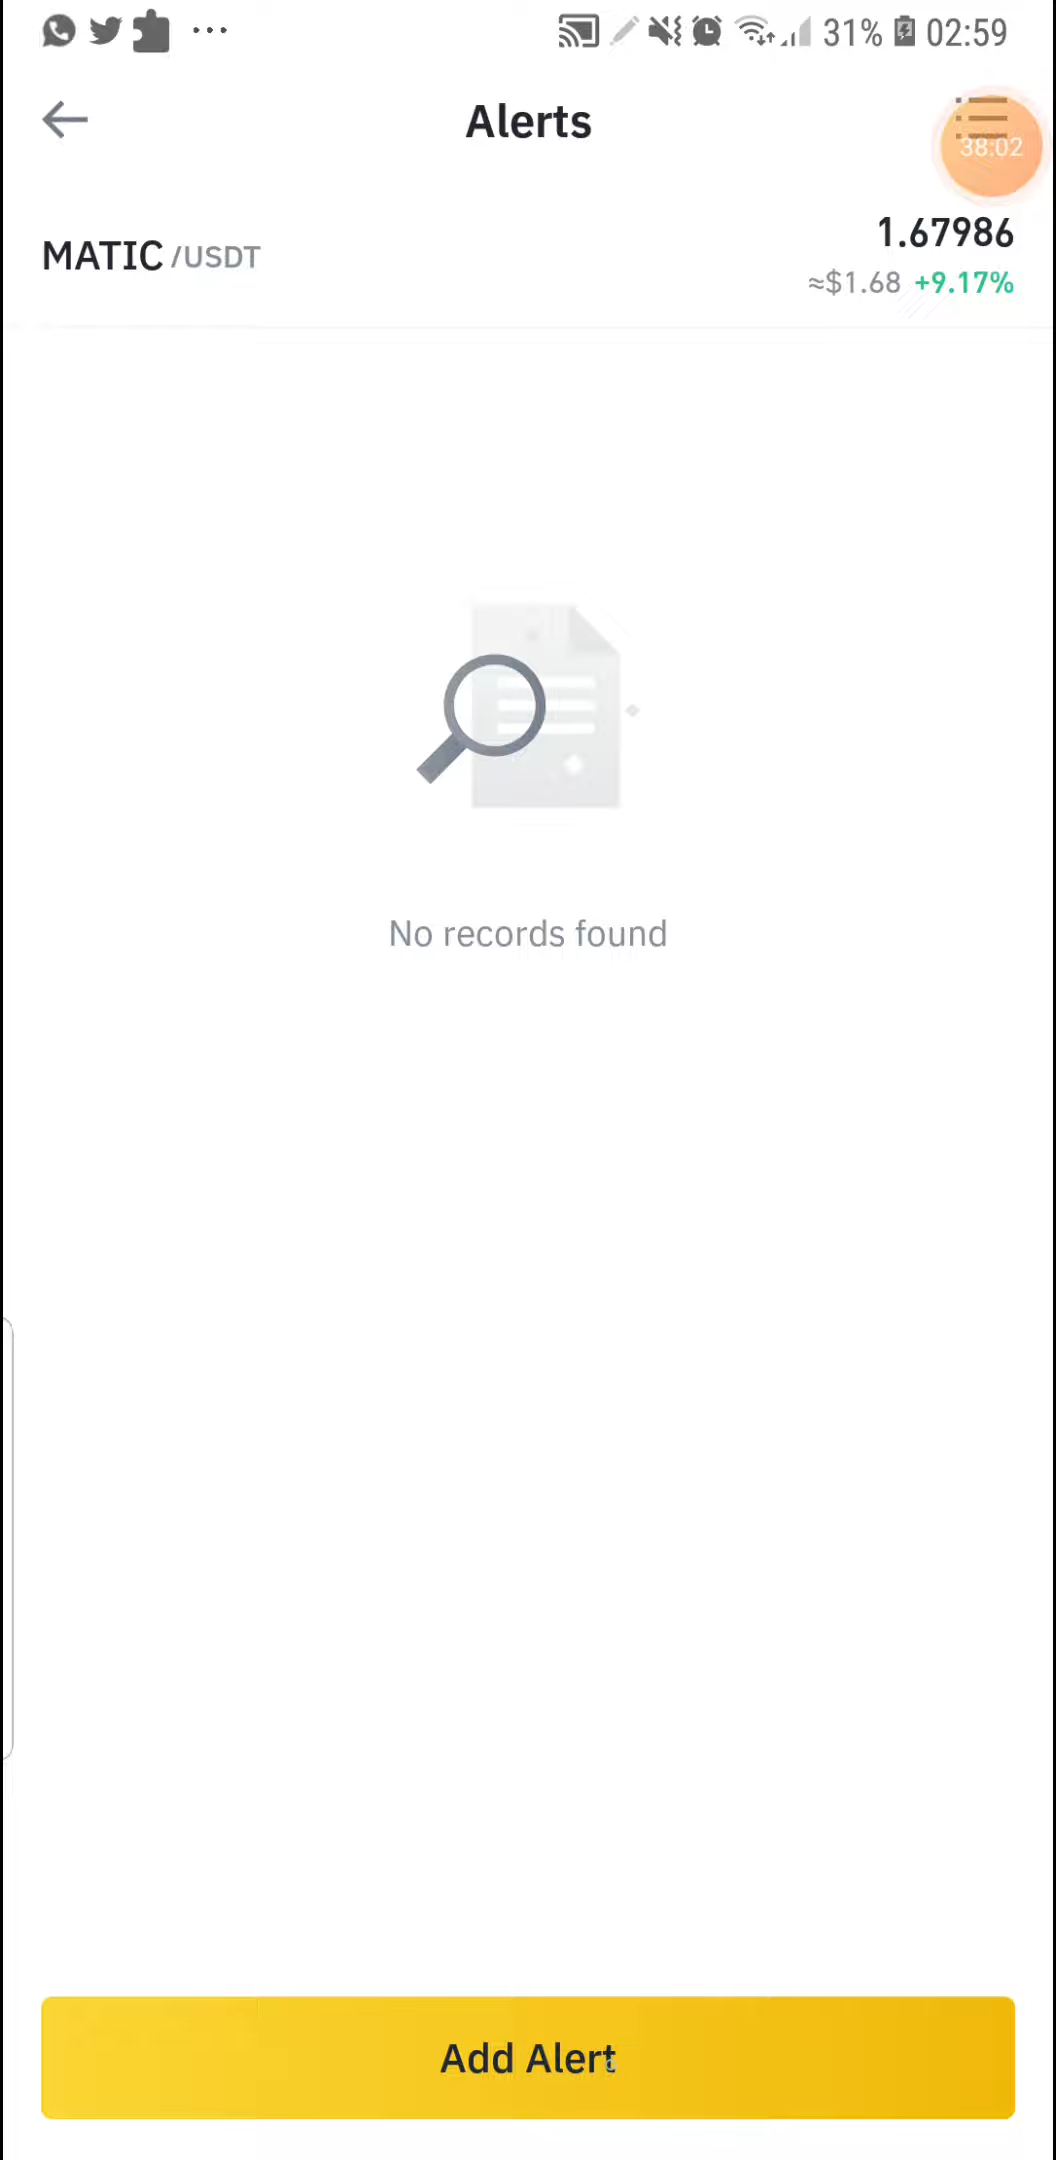 31% 02:59
Alerts
38:02
MATIC /USDT
1.67986
≈$1.68 +9.17%
No records found
Add Alert